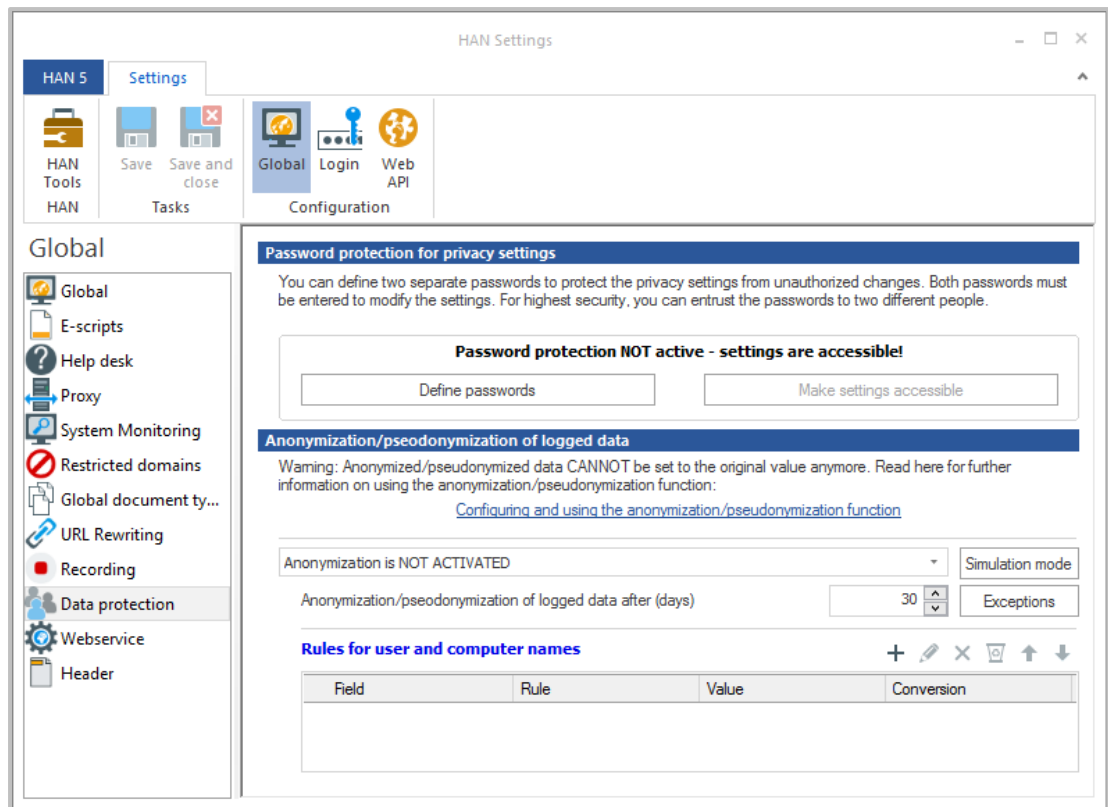 HAN Settings
HAN 5
Settings
HAN
Tools
Save
Save and
close
Global
Login
Web
API
HAN
Tasks
Configuration
Global
Global
E-scripts
Help desk
Proxy
System Monitoring
Restricted domains
Global document ty...
URL Rewriting
Recording
Data protection
Webservice
Header
Password protection for privacy settings
You can define two separate passwords to protect the privacy settings from unauthorized changes. Both passwords must
be entered to modify the settings. For highest security, you can entrust the passwords to two different people.
Password protection NOT active - settings are accessible!
Define passwords
Make settings accessible
Anonymization/pseodonymization of logged data
Warning: Anonymized/pseudonymized data CANNOT be set to the original value anymore. Read here for further
information on using the anonymization/pseudonymization function:
Configuring and using the anonymization/pseudonymization function
Anonymization is NOT ACTIVATED
Simulation mode
Anonymization/pseodonymization of logged data after (days)
30
Exceptions
Rules for user and computer names
Field
Rule
Value
Conversion